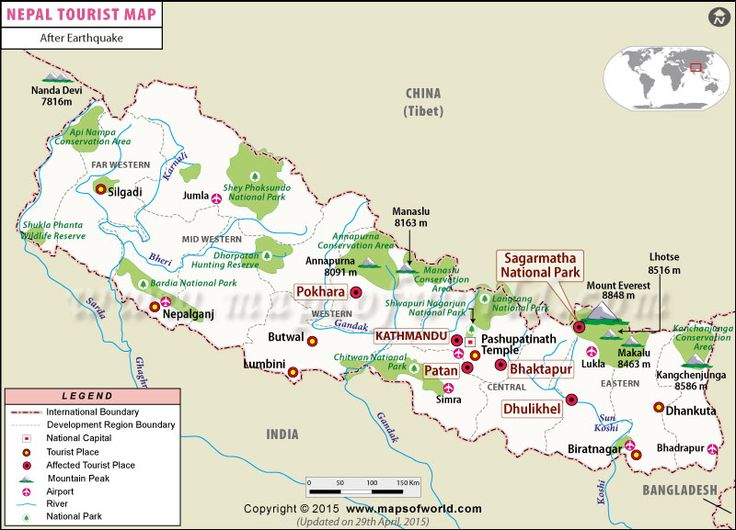 NEPAL TOURIST MAP
After Earthquake
Nanda Devi
7816m
CHINA
(Tibet)
Api Nampa
Conservation Area
FAR WESTERN
Karnali
Silgadi
Jumla
Shey Phoksundo
National Park
Shukla Phanta
Wildlife Reserve
MID WESTERN
Bheri
Dhorpatan
Hunting Reserve
Bardia National Park
Nepalganj
Sarda
Ghaghra
Manaslu
8163 m
Annapurna
Conservation Area
Annapurna
8091 m
Manaslu
Conservation
Area
Sagarmatha
National Park
Lhotse
8516 m
Mount Everest
8848 m
Pokhara
Shivapuri Nagarjun
National Park
Langtang
National Park
WESTERN
Gandak
Butwal
KATHMANDU
Pashupatinath
Temple
Kanchanjunga
Conservation
Area
Lumbini
Chitwan National
Park
Patan
Bhaktapur
Lukla
Makalu
8463 m
Kangchenjunga
8586 m
Simra
CENTRAL
EASTERN
Dhulikhel
Sun
Koshi
Dhankuta
Gandak
Biratnagar
Bhadrapur
Koshi
INDIA
BANGLADESH
LEGEND
International Boundary
Development Region Boundary
National Capital
Tourist Place
Affected Tourist Place
Mountain Peak
Airport
River
National Park
0 50 100 150 Km
Copyright © 2015 www.mapsofworld.com
(Updated on 29th April, 2015)